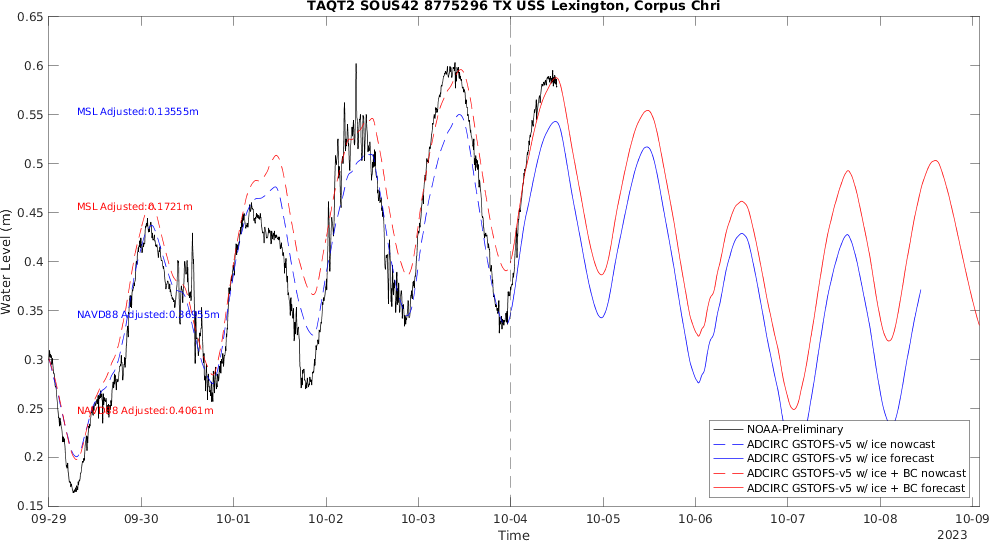 TAQT2 SOUS42 8775296 TX USS Lexington, Corpus Chri
0.65
0.6
0.55
0.5
0.45
0.4
0.35
0.3
0.25
0.2
0.15
Water Level (m)
MSL Adjusted:0.13555m
MSL Adjusted:0.1721m
NAVD88 Adjusted:0.36955m
NAVD88 Adjusted:0.4061m
NOAA-Preliminary
ADCIRC GSTOFS-v5 w/ ice nowcast
ADCIRC GSTOFS-v5 w/ ice forecast
ADCIRC GSTOFS-v5 w/ ice + BC nowcast
ADCIRC GSTOFS-v5 w/ ice + BC forecast
09-29 09-30 10-01 10-02 10-03 10-04 10-05 10-06 10-07 10-08 10-09
Time
2023